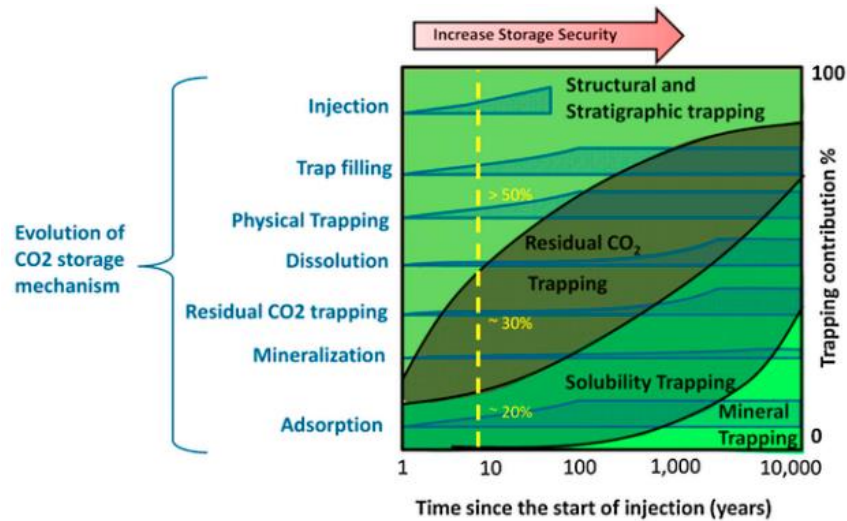 Increase Storage Security
Evolution of
CO2 storage
mechanism
Injection
Trap filling
Physical Trapping
Dissolution
Residual CO2 trapping
Mineralization
Adsorption
Structural and
Stratigraphic trapping
> 50%
Residual CO₂
Trapping
~ 30%
Solubility Trapping
~ 20%
Mineral
Trapping
100
Trapping contribution %
0
1 10 100 1,000 10,000
Time since the start of injection (years)